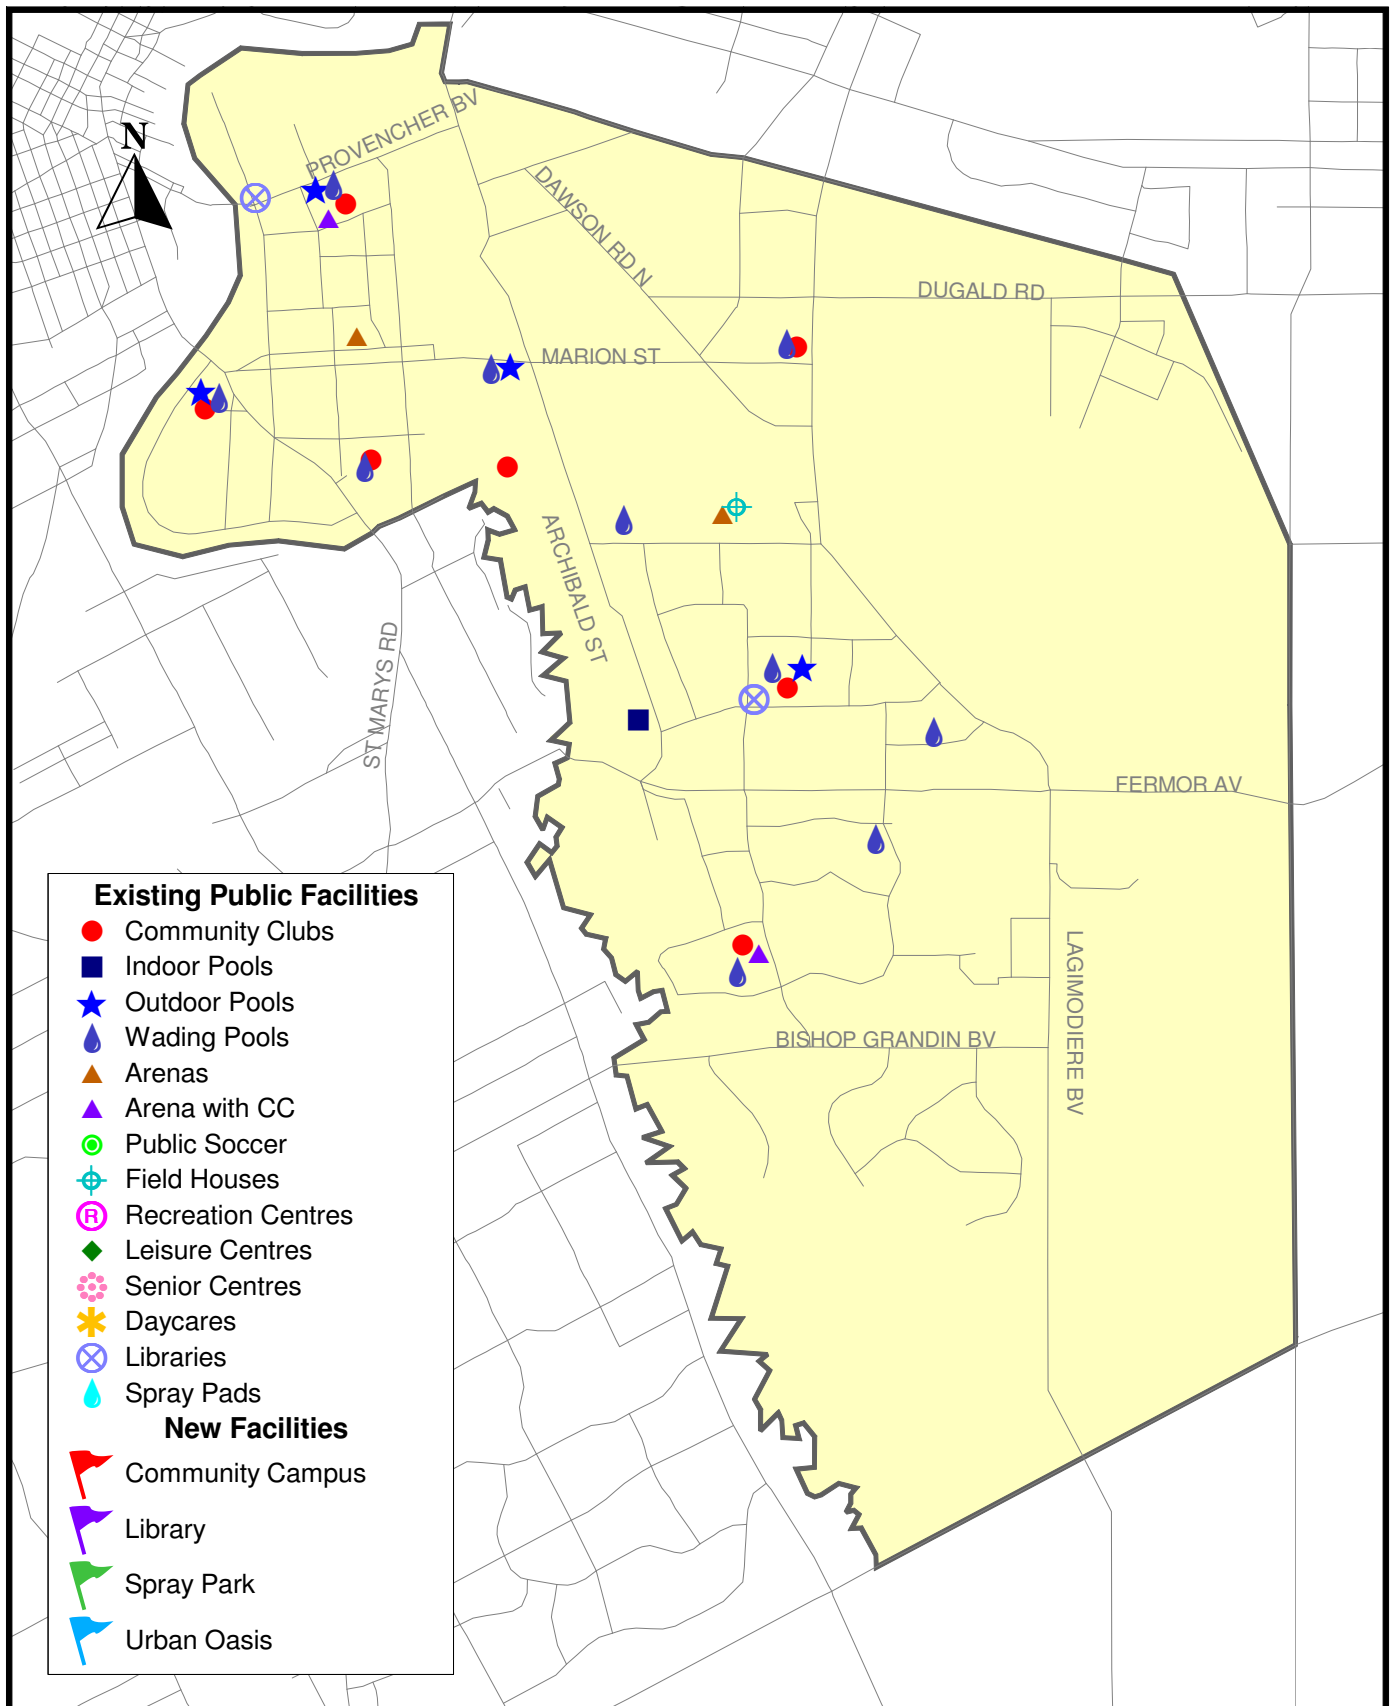 N
PROVENCHER BV
DAWSON RD N
DUGALD RD
MARION ST
ARCHIBALD ST
ST MARYS RD
FERMOR AV
LAGIMODIERE BV
BISHOP GRANDIN BV
Existing Public Facilities
Community Clubs
Indoor Pools
Outdoor Pools
Wading Pools
Arenas
Arena with CC
Public Soccer
Field Houses
R Recreation Centres
Leisure Centres
Senior Centres
Daycares
Libraries
Spray Pads
New Facilities
Community Campus
Library
Spray Park
Urban Oasis